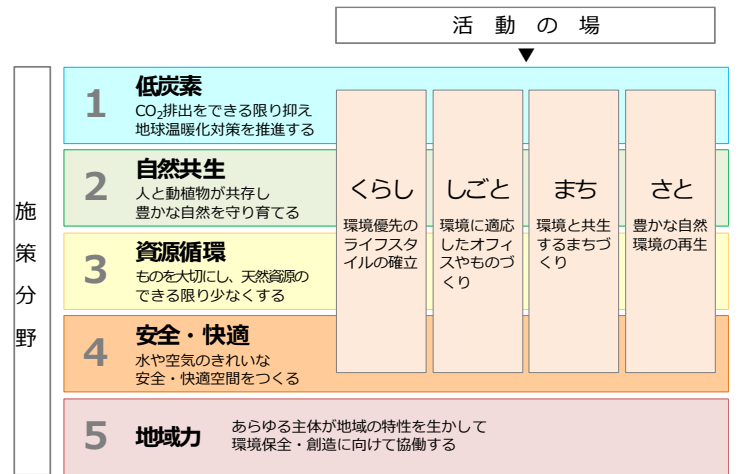 活動の場
▼
施策分野
1
低炭素
CO₂排出をできる限り抑え
地球温暖化対策を推進する
2
自然共生
人と動植物が共存し
豊かな自然を守り育てる
3
資源循環
ものを大切にし、天然資源の
できる限り少なくする
4
安全・快適
水や空気のきれいな
安全・快適空間をつくる
くらし
環境優先の
ライフスタ
イルの確立
しごと
環境に適応
したオフィ
スやものづ
くり
まち
環境と共生
するまちづ
くり
さと
豊かな自然
環境の再生
5
地域力
あらゆる主体が地域の特性を生かして
環境保全・創造に向けて協働する